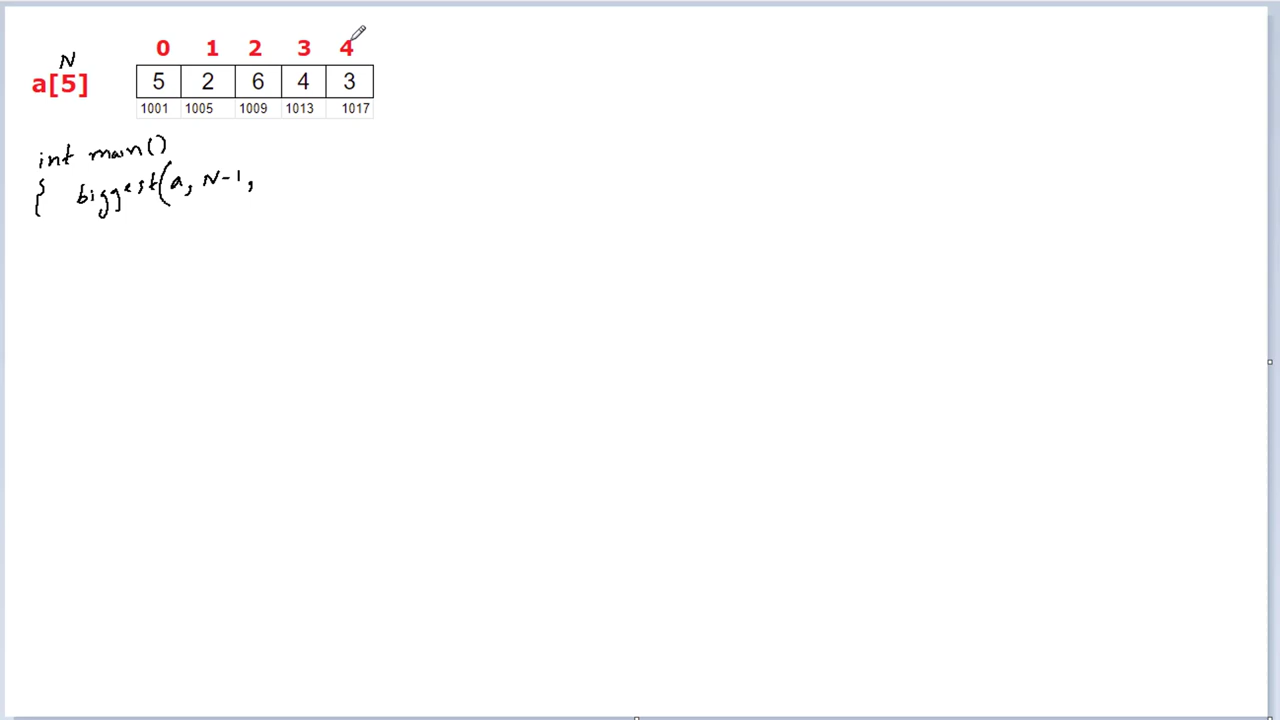 0 1 2 3 4
N
a[5] 5 2 6 4 3
1001 1005 1009 1013 1017
int main()
{ biggest(a, N-1,